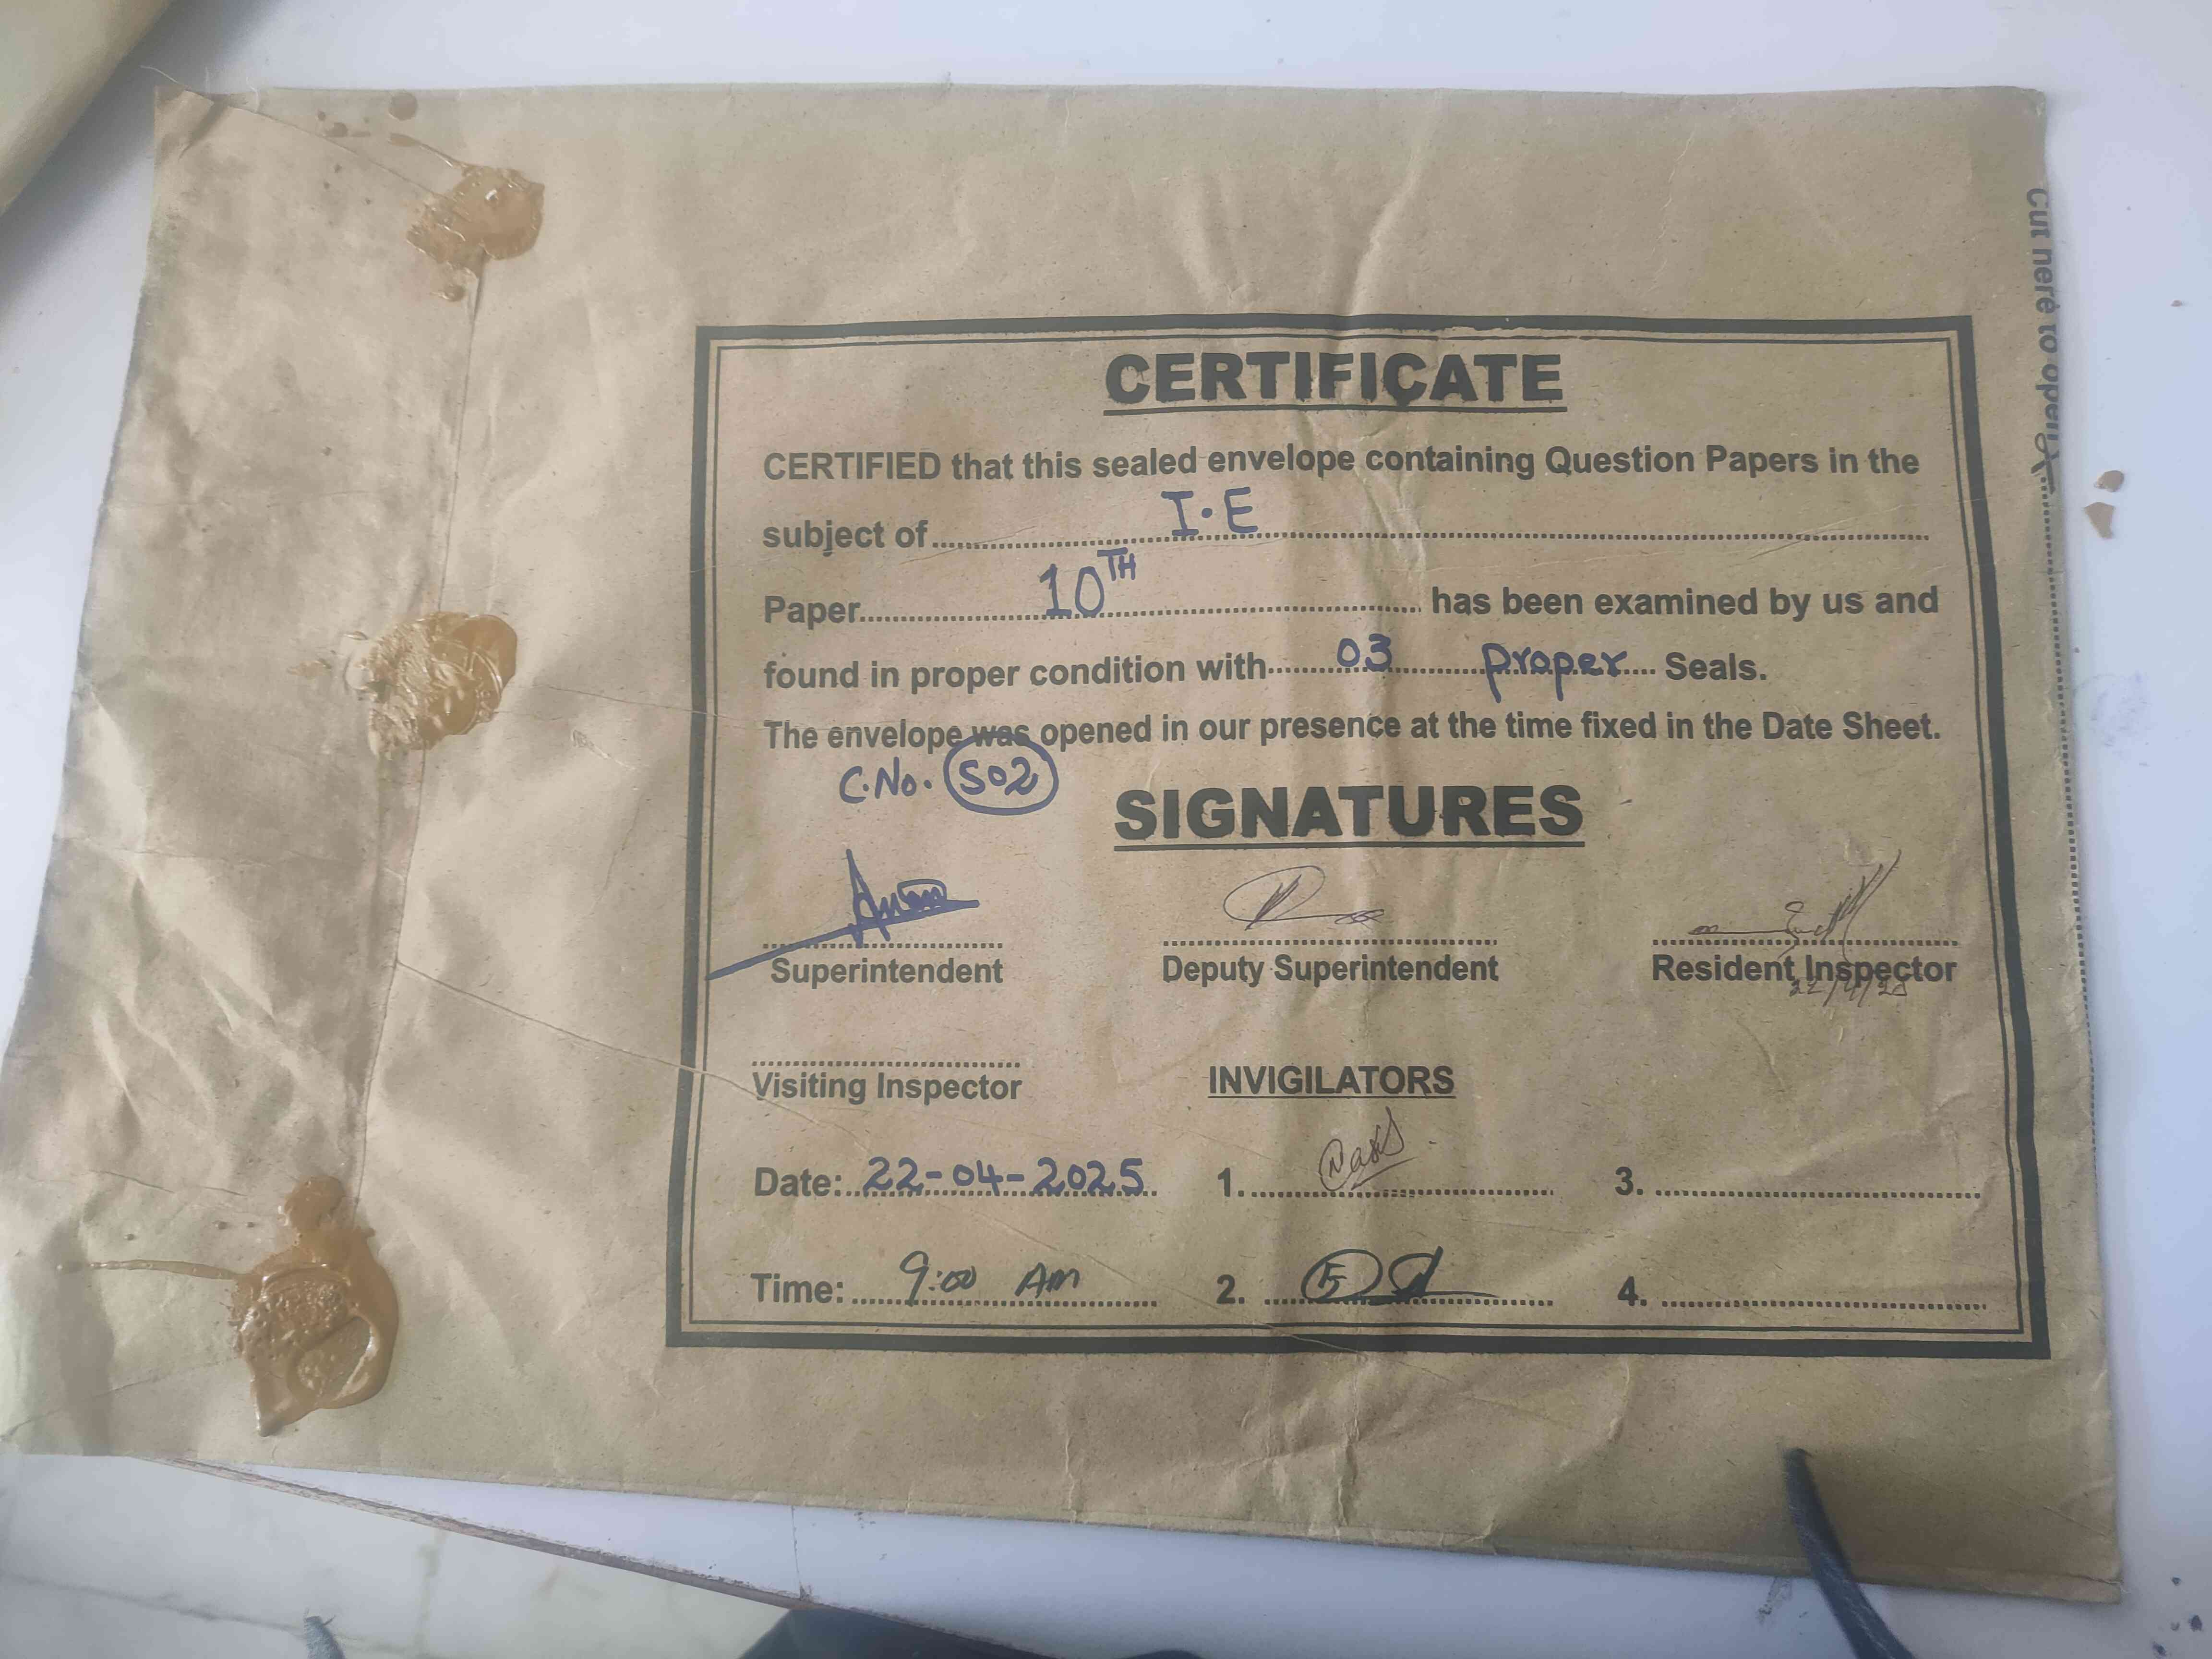 Cut here to open
CERTIFICATE
CERTIFIED that this sealed envelope containing Question Papers in the
subject of I.E
Paper 10TH has been examined by us and
found in proper condition with 03 proper Seals.
The envelope was opened in our presence at the time fixed in the Date Sheet.
C.No. 502
SIGNATURES
Superintendent Deputy Superintendent Resident Inspector
Visiting Inspector INVIGILATORS
Date: 22-04-2025 1. 3.
Time: 9:00 AM 2. 4.